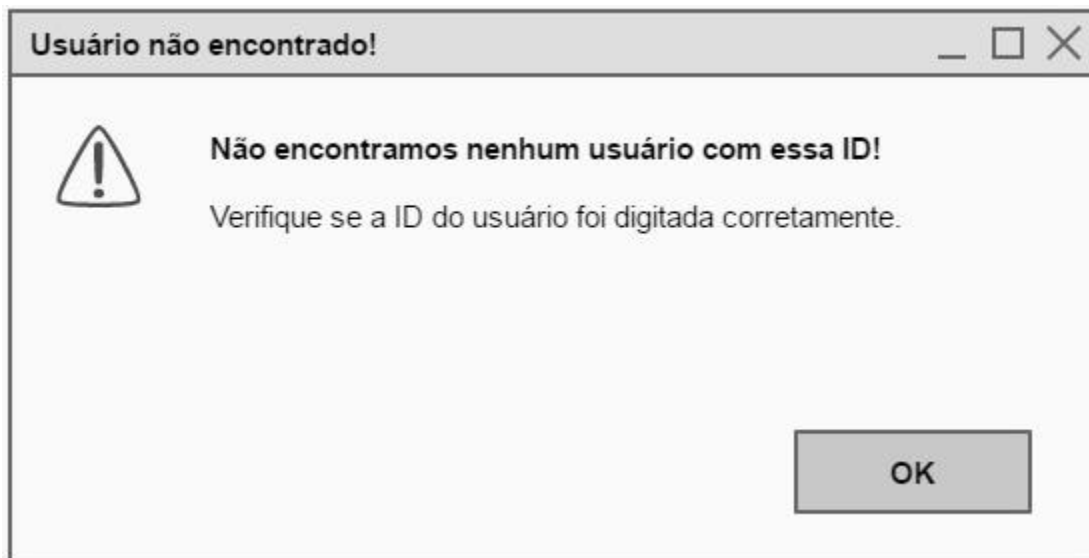 Usuário não encontrado!
Não encontramos nenhum usuário com essa ID!
Verifique se a ID do usuário foi digitada corretamente.
OK